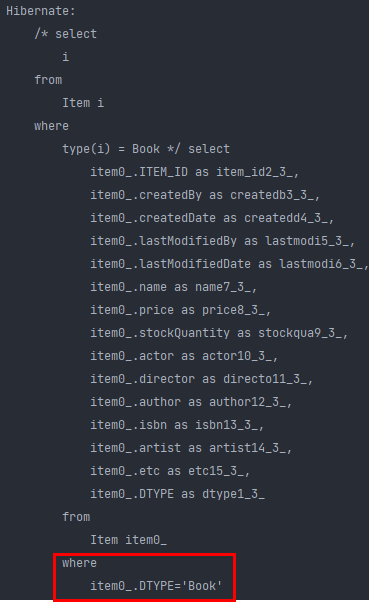 Hibernate:
/* select
i
from
Item i
where
type(i) = Book */ select
item0_.ITEM_ID as item_id2_3_,
item0_.createdBy as createdb3_3_,
item0_.createdDate as createdd4_3_,
item0_.lastModifiedBy as lastmodi5_3_,
item0_.lastModifiedDate as lastmodi6_3_,
item0_.name as name7_3_,
item0_.price as price8_3_,
item0_.stockQuantity as stockqua9_3_,
item0_.actor as actor10_3_,
item0_.director as directo11_3_,
item0_.author as author12_3_,
item0_.isbn as isbn13_3_,
item0_.artist as artist14_3_,
item0_.etc as etc15_3_,
item0_.DTYPE as dtype1_3_
from
Item item0_
where
item0_.DTYPE='Book'